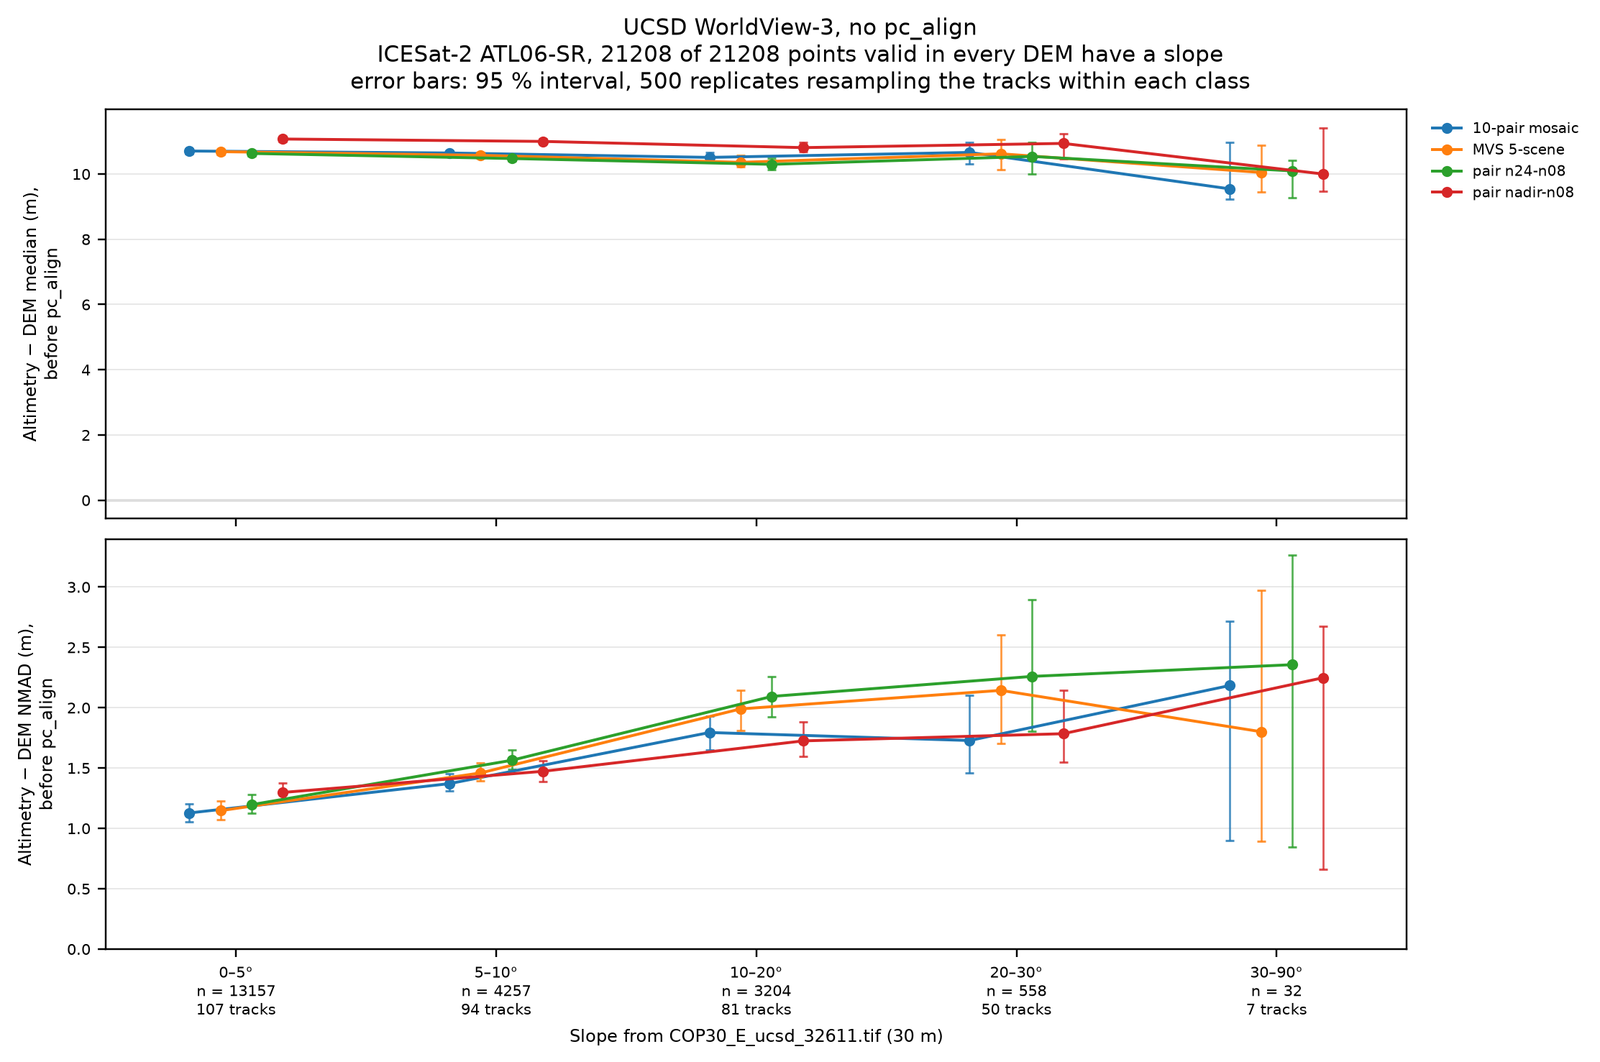 UCSD WorldView-3, no pc_align
ICESat-2 ATL06-SR, 21208 of 21208 points valid in every DEM have a slope
error bars: 95 % interval, 500 replicates resampling the tracks within each class
10-pair mosaic
MVS 5-scene
pair n24-n08
pair nadir-n08
Altimetry − DEM median (m),
before pc_align
10
8
6
4
2
0
Altimetry − DEM NMAD (m),
before pc_align
3.0
2.5
2.0
1.5
1.0
0.5
0.0
0–5° 5–10° 10–20° 20–30° 30–90°
n = 13157 n = 4257 n = 3204 n = 558 n = 32
107 tracks 94 tracks 81 tracks 50 tracks 7 tracks
Slope from COP30_E_ucsd_32611.tif (30 m)